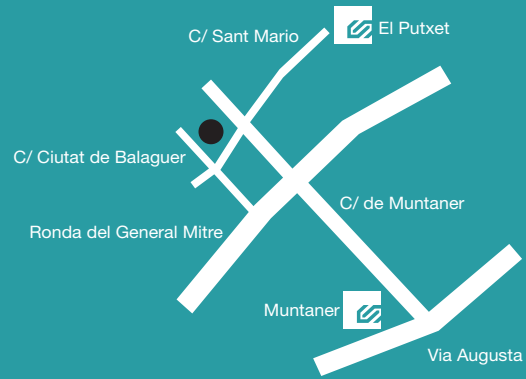 El Putxet
C/ Sant Mario
C/ Ciutat de Balaguer
C/ de Muntaner
Ronda del General Mitre
Muntaner
Via Augusta